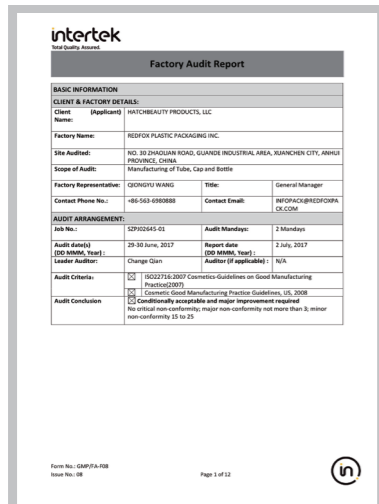 intertek
Total Quality. Assured.
Factory Audit Report
BASIC INFORMATION
CLIENT & FACTORY DETAILS:
Client (Applicant) Name: HATCHBEAUTY PRODUCTS, LLC
Factory Name: REDFOX PLASTIC PACKAGING INC.
Site Audited: NO. 30 ZHAOLIAN ROAD, GUANDE INDUSTRIAL AREA, XUANCHEN CITY, ANHUI
PROVINCE, CHINA
Scope of Audit: Manufacturing of Tube, Cap and Bottle
Factory Representative: QIONGYU WANG Title: General Manager
Contact Phone No.: +86-563-6980888 Contact Email: INFOPACK@REDFOXPA
CK.COM
AUDIT ARRANGEMENT:
Job No.: SZPJ02645-01 Audit Mandays: 2 Mandays
Audit date(s) (DD MMM, Year) : 29-30 June, 2017 Report date (DD MMM, Year) : 2 July, 2017
Leader Auditor: Change Qian Auditor (if applicable) : N/A
Audit Criteria: ☒ ISO22716:2007 Cosmetics-Guidelines on Good Manufacturing
Practice(2007)
☒ Cosmetic Good Manufacturing Practice Guidelines, US, 2008
Audit Conclusion ☒ Conditionally acceptable and major improvement required
No critical non-conformity; major non-conformity not more than 3; minor
non-conformity 15 to 25
Form No.: GMP/FA-F08
Issue No.: 08 Page 1 of 12
in